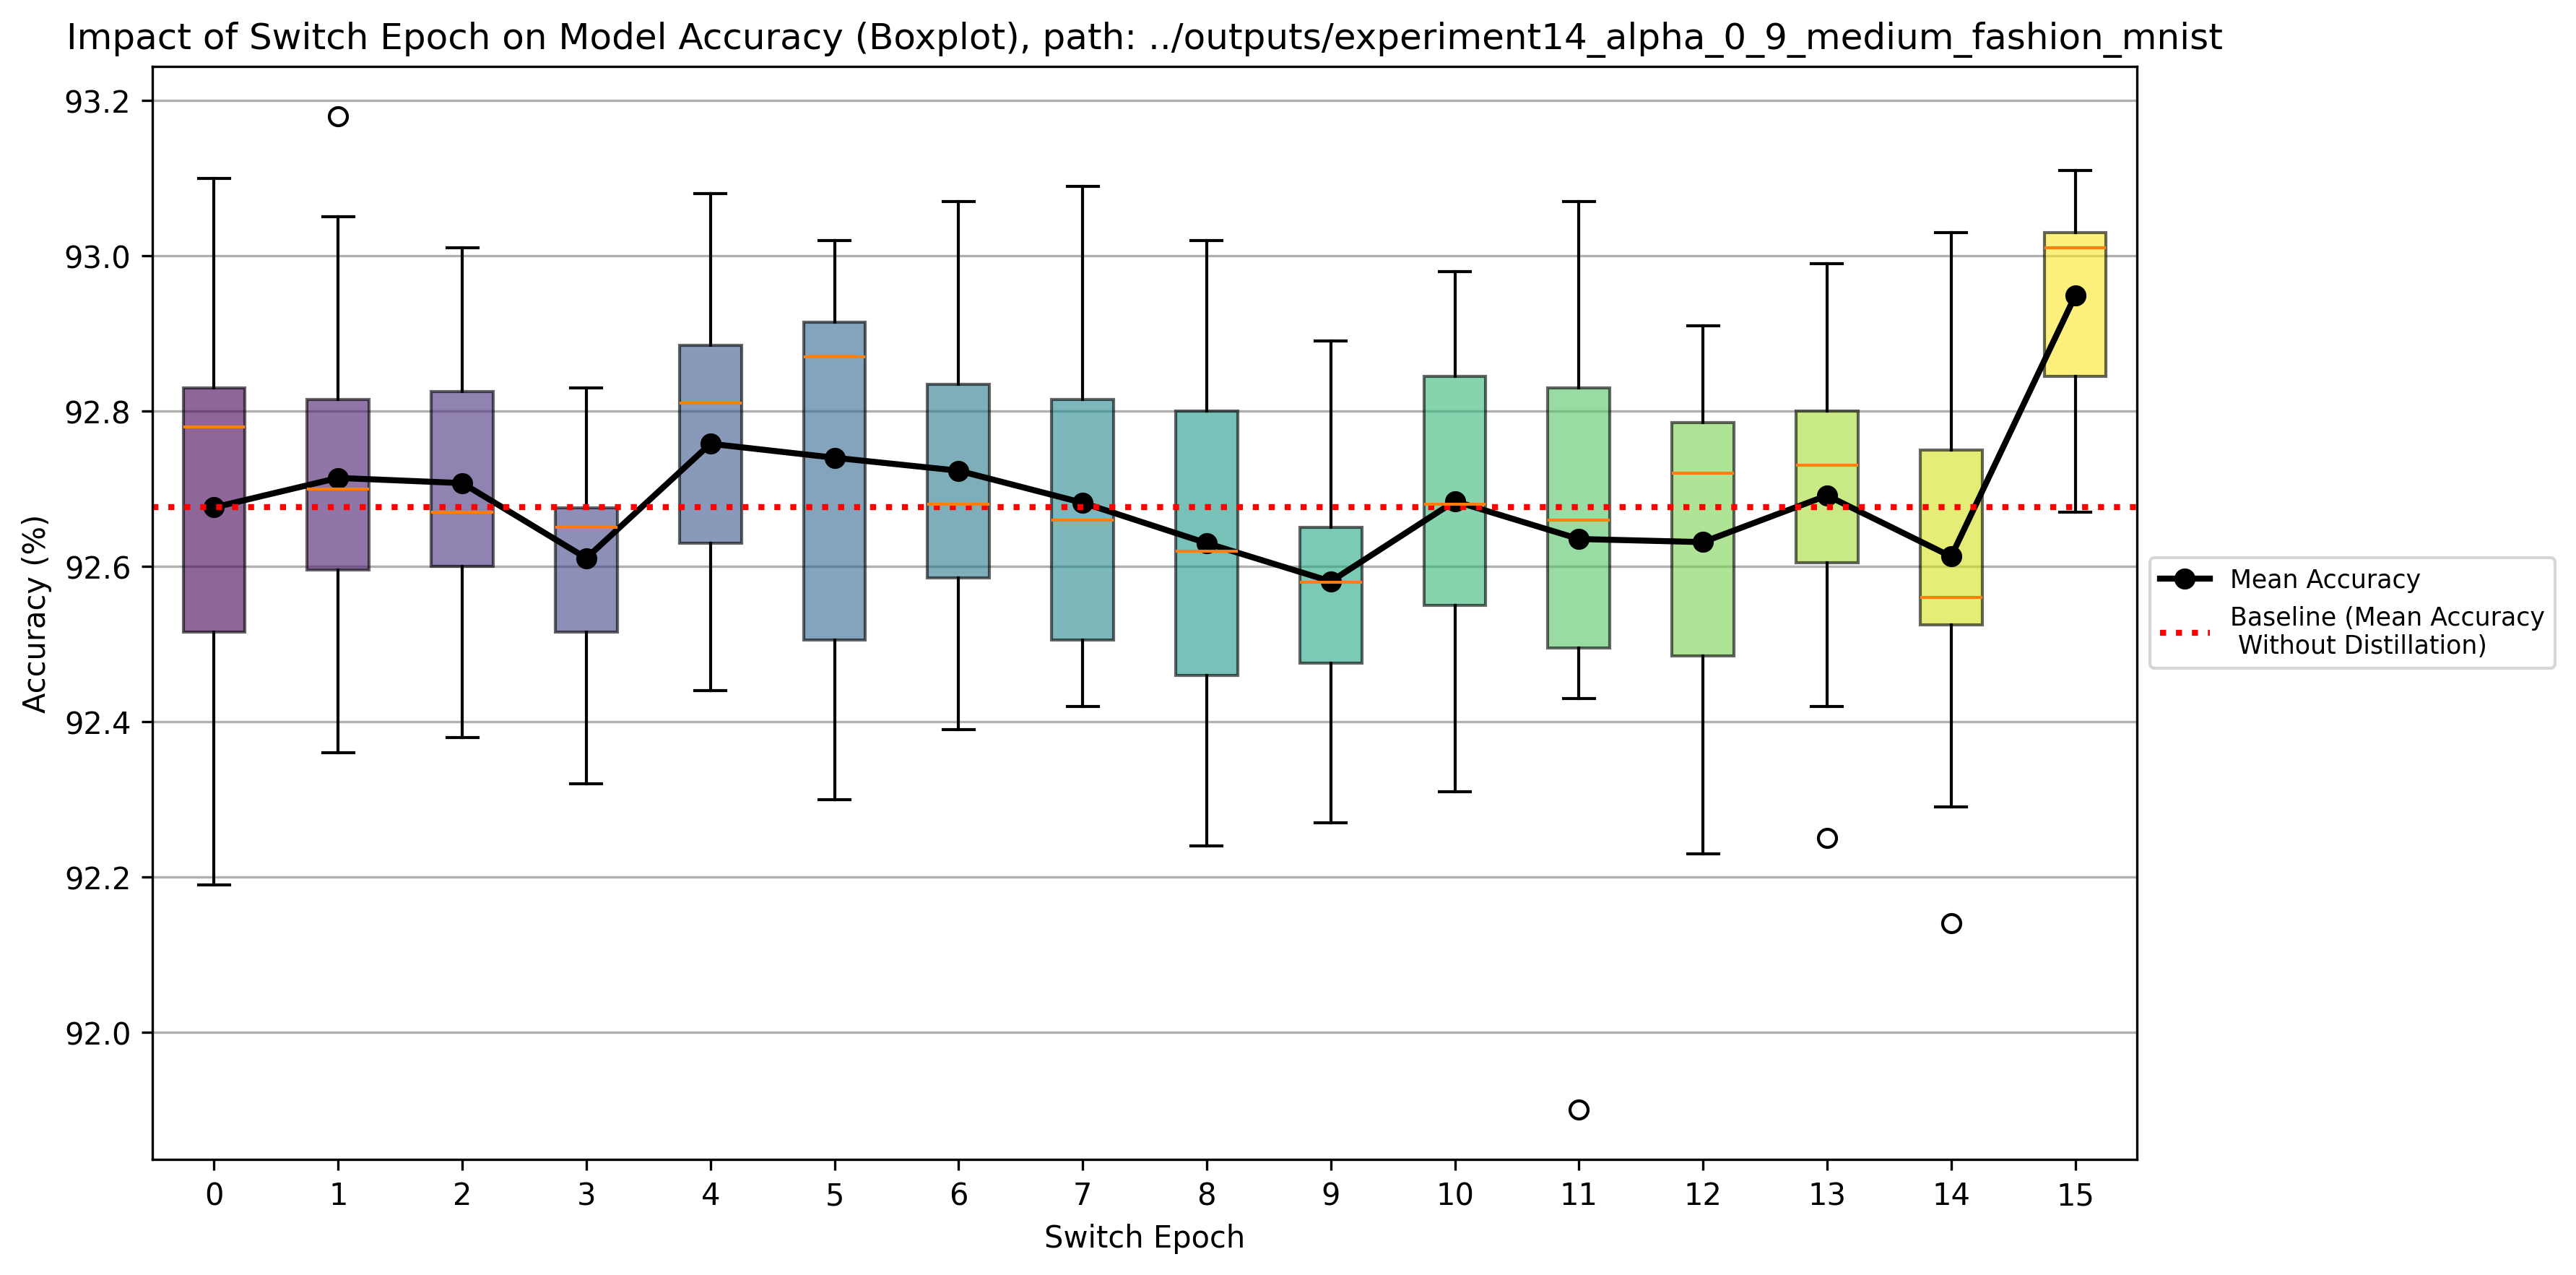 Impact of Switch Epoch on Model Accuracy (Boxplot), path: ../outputs/experiment14_alpha_0_9_medium_fashion_mnist
93.2
93.0
92.8
92.6
92.4
92.2
92.0
Accuracy (%)
0 1 2 3 4 5 6 7 8 9 10 11 12 13 14 15
Switch Epoch
Mean Accuracy
Baseline (Mean Accuracy
Without Distillation)